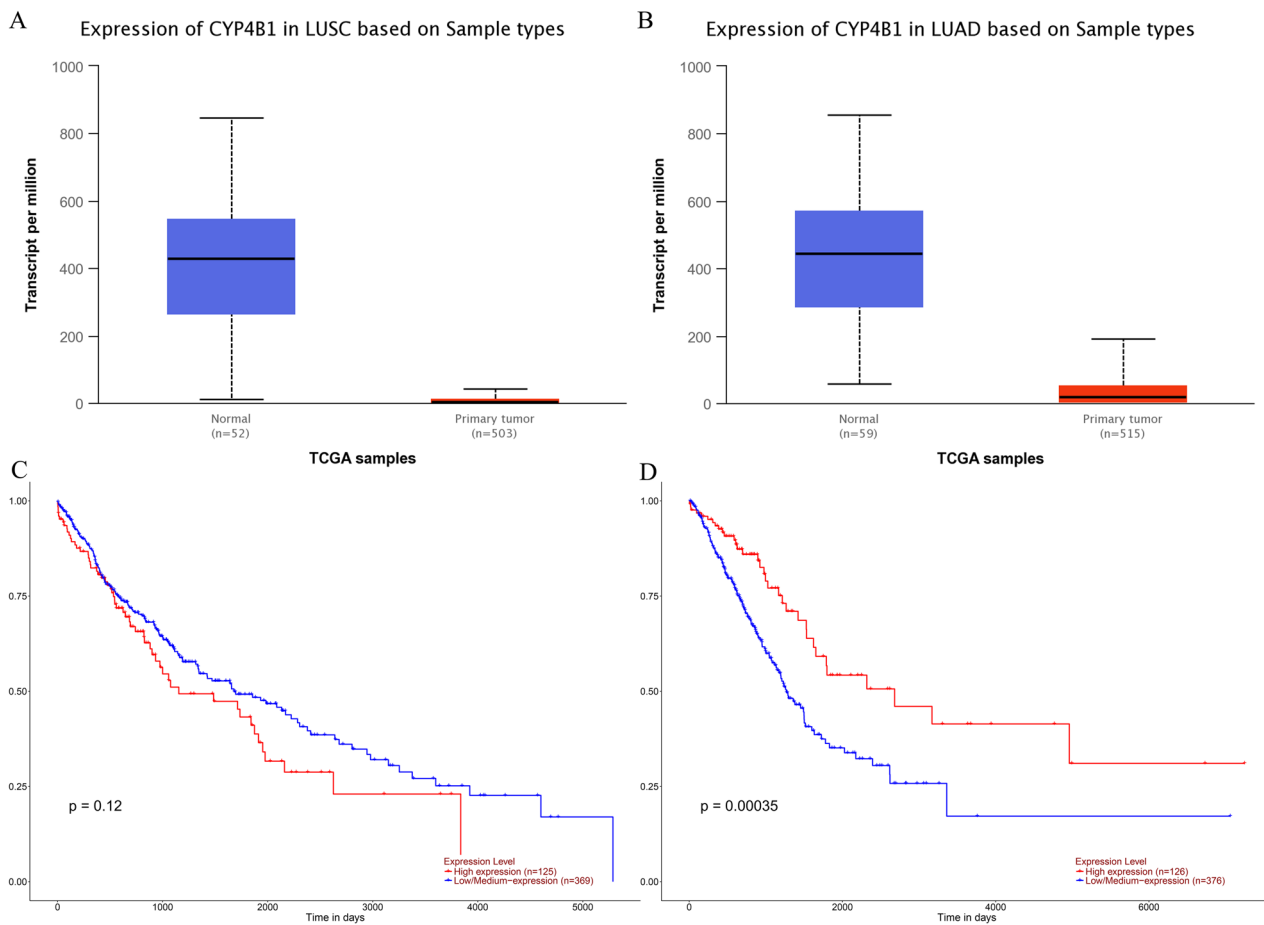 A
Expression of CYP4B1 in LUSC based on Sample types
Transcript per million
1000
800
600
400
200
0
Normal
(n=52)
Primary tumor
(n=503)
B
Expression of CYP4B1 in LUAD based on Sample types
Transcript per million
1000
800
600
400
200
0
Normal
(n=59)
Primary tumor
(n=515)
C
TCGA samples
1.00
0.75
0.50
0.25
0.00
p = 0.12
Expression Level
High expression (n=125)
Low/Medium-expression (n=369)
0 1000 2000 3000 4000 5000
Time in days
D
TCGA samples
1.00
0.75
0.50
0.25
0.00
p = 0.00035
Expression Level
High expression (n=126)
Low/Medium-expression (n=376)
0 2000 4000 6000
Time in days